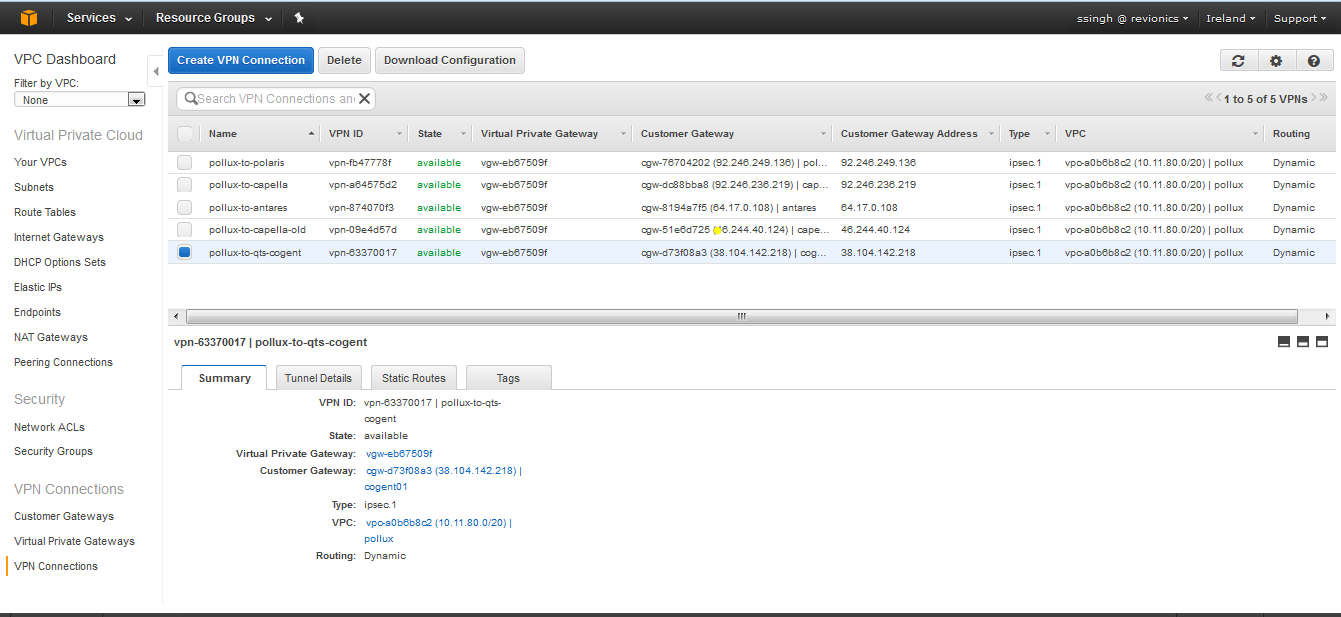 Services Resource Groups ssingh @ revionics Ireland Support
VPC Dashboard
Filter by VPC:
None
Virtual Private Cloud
Your VPCs
Subnets
Route Tables
Internet Gateways
DHCP Options Sets
Elastic IPs
Endpoints
NAT Gateways
Peering Connections
Security
Network ACLs
Security Groups
VPN Connections
Customer Gateways
Virtual Private Gateways
VPN Connections
Create VPN Connection Delete Download Configuration
Search VPN Connections and 1 to 5 of 5 VPNs
Name VPN ID State Virtual Private Gateway Customer Gateway Customer Gateway Address Type VPC Routing
pollux-to-polaris vpn-fb47778f available vgw-eb67509f cgw-76704202 (92.246.249.136) | pol... 92.246.249.136 ipsec.1 vpc-a0b6b8c2 (10.11.80.0/20) | pollux Dynamic
pollux-to-capella vpn-a64575d2 available vgw-eb67509f cgw-dc88bba8 (92.246.236.219) | cap... 92.246.236.219 ipsec.1 vpc-a0b6b8c2 (10.11.80.0/20) | pollux Dynamic
pollux-to-antares vpn-874070f3 available vgw-eb67509f cgw-8194a7f5 (64.17.0.108) | antares 64.17.0.108 ipsec.1 vpc-a0b6b8c2 (10.11.80.0/20) | pollux Dynamic
pollux-to-capella-old vpn-09e4d57d available vgw-eb67509f cgw-51e6d725 (46.244.40.124) | cape... 46.244.40.124 ipsec.1 vpc-a0b6b8c2 (10.11.80.0/20) | pollux Dynamic
pollux-to-qts-cogent vpn-63370017 available vgw-eb67509f cgw-d73f08a3 (38.104.142.218) | cog... 38.104.142.218 ipsec.1 vpc-a0b6b8c2 (10.11.80.0/20) | pollux Dynamic
vpn-63370017 | pollux-to-qts-cogent
Summary Tunnel Details Static Routes Tags
VPN ID: vpn-63370017 | pollux-to-qts-
cogent
State: available
Virtual Private Gateway: vgw-eb67509f
Customer Gateway: cgw-d73f08a3 (38.104.142.218) |
cogent01
Type: ipsec.1
VPC: vpc-a0b6b8c2 (10.11.80.0/20) |
pollux
Routing: Dynamic